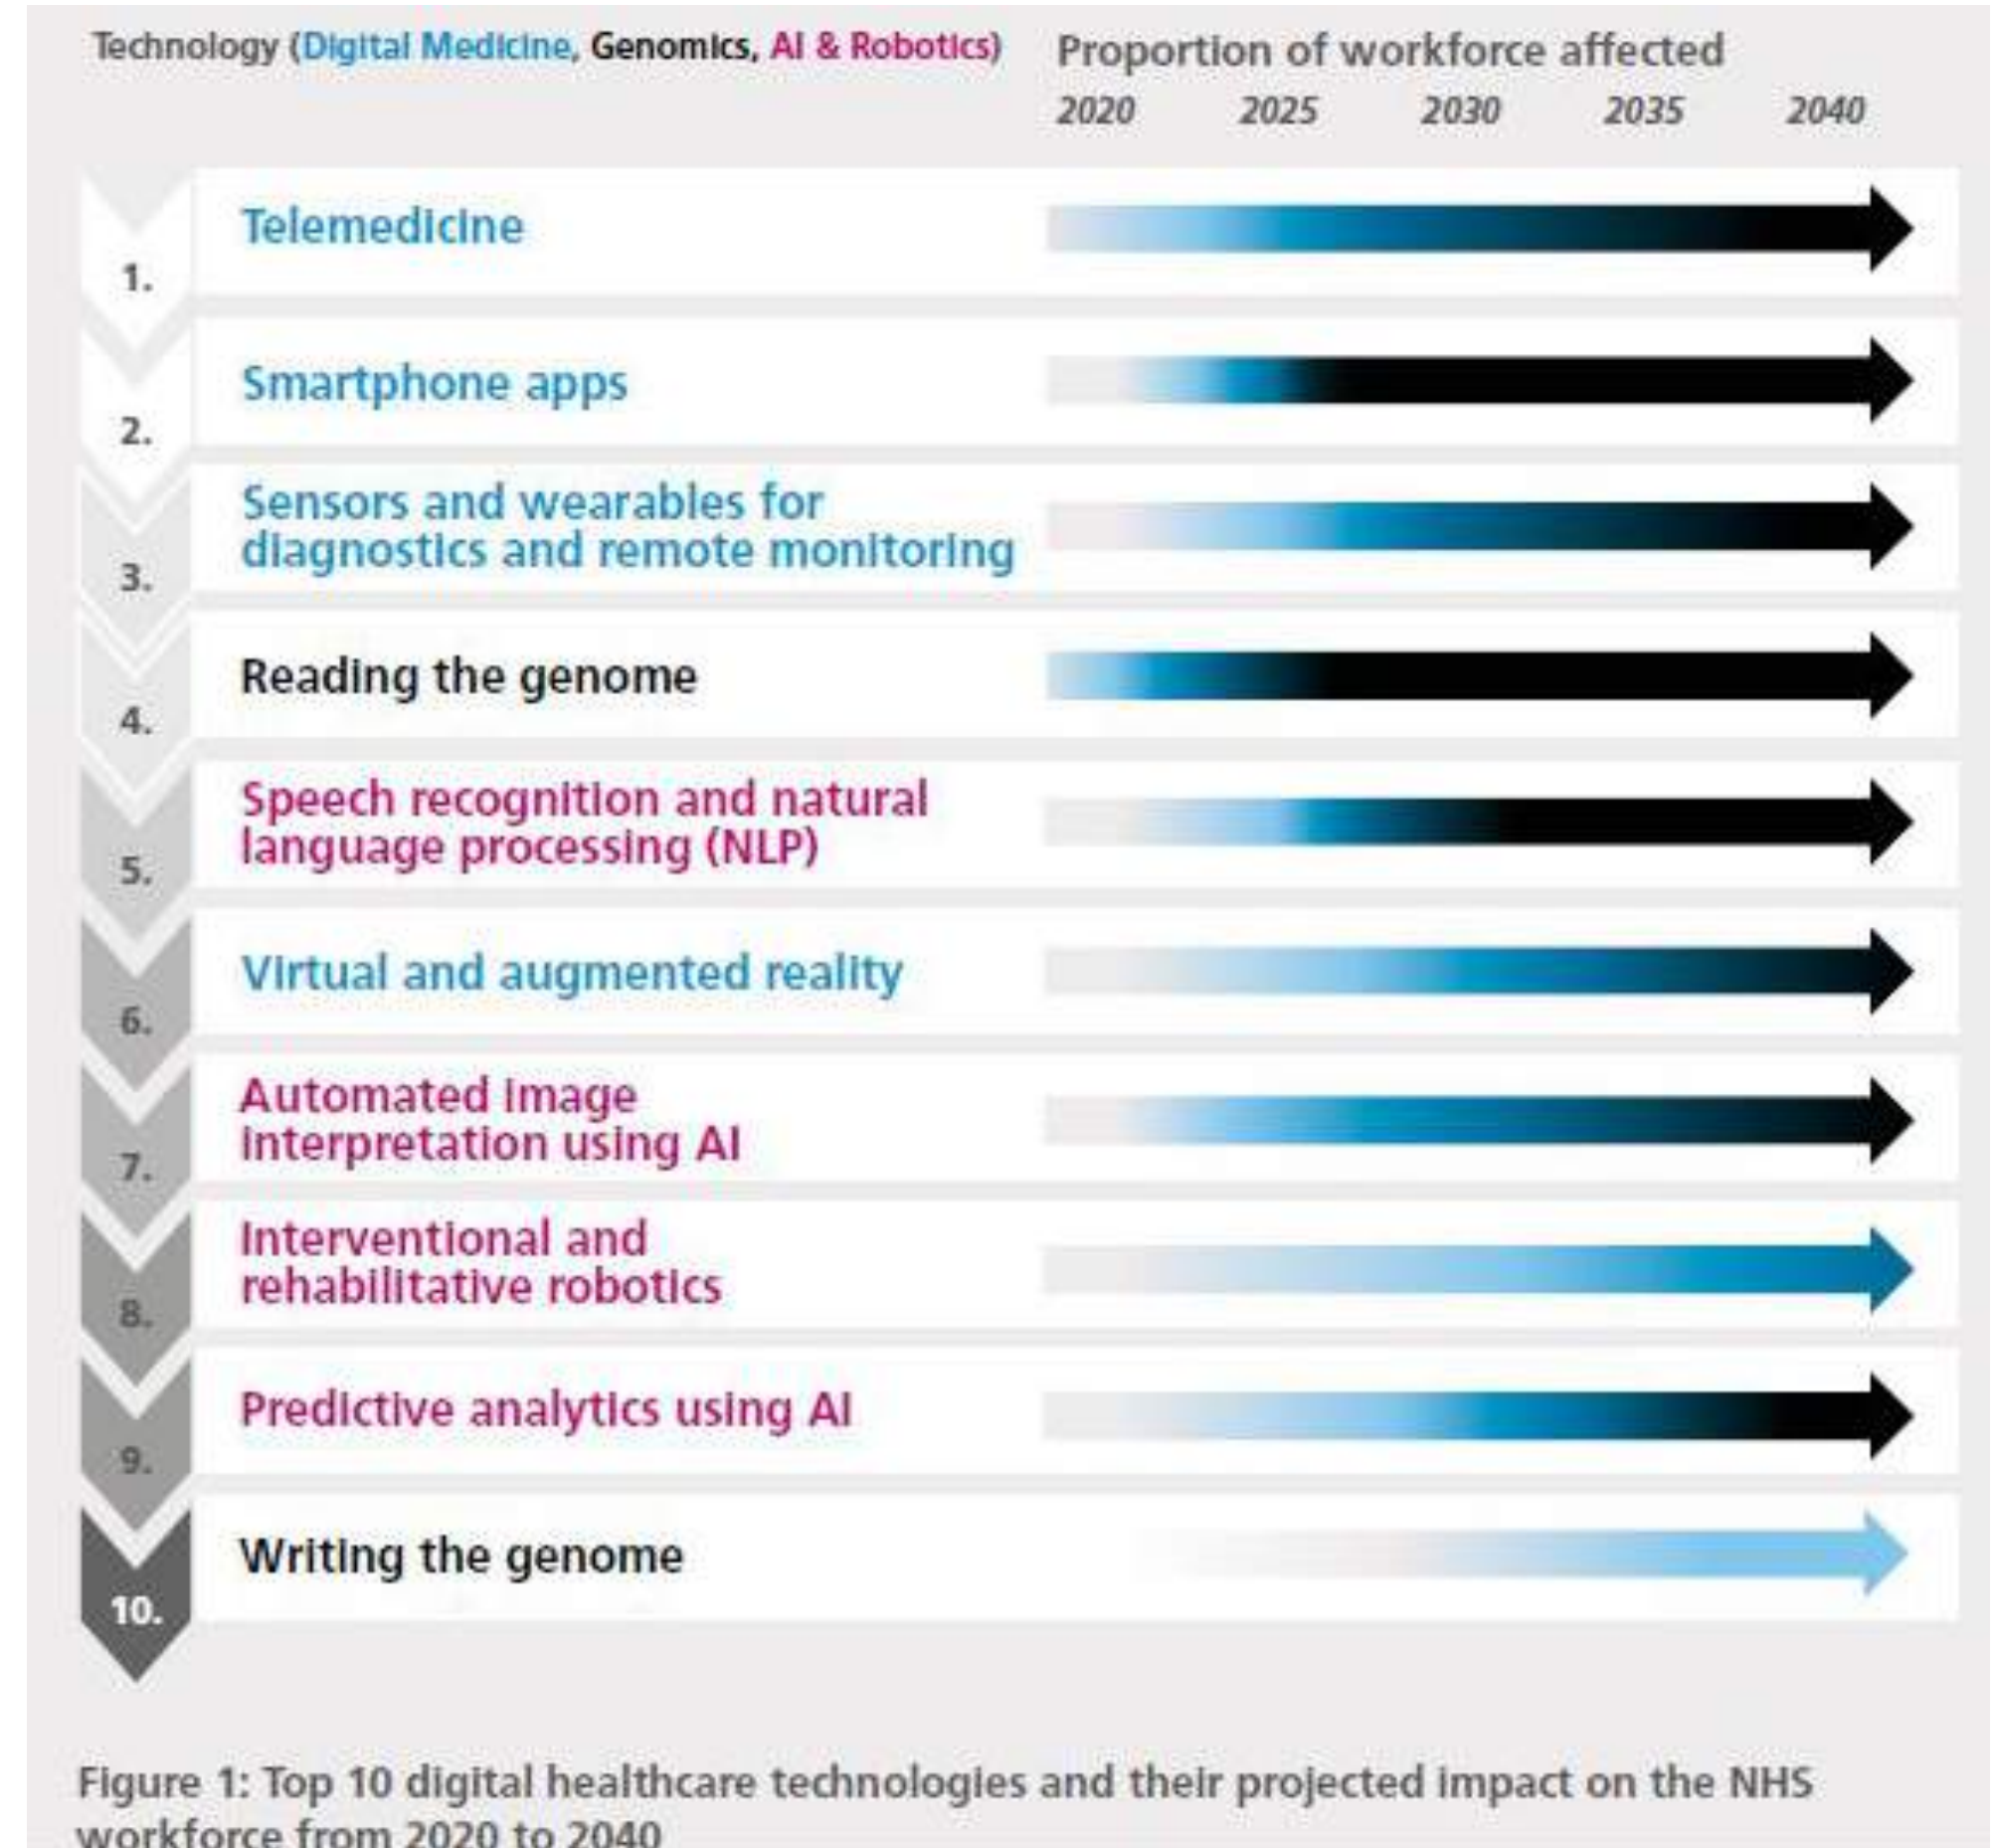 Technology (Digital Medicine, Genomics, AI & Robotics)
Proportion of workforce affected
2020 2025 2030 2035 2040
1.
Telemedicine
2.
Smartphone apps
3.
Sensors and wearables for
diagnostics and remote monitoring
4.
Reading the genome
5.
Speech recognition and natural
language processing (NLP)
6.
Virtual and augmented reality
7.
Automated image
interpretation using AI
8.
Interventional and
rehabilitative robotics
9.
Predictive analytics using AI
10.
Writing the genome
Figure 1: Top 10 digital healthcare technologies and their projected impact on the NHS
workforce from 2020 to 2040